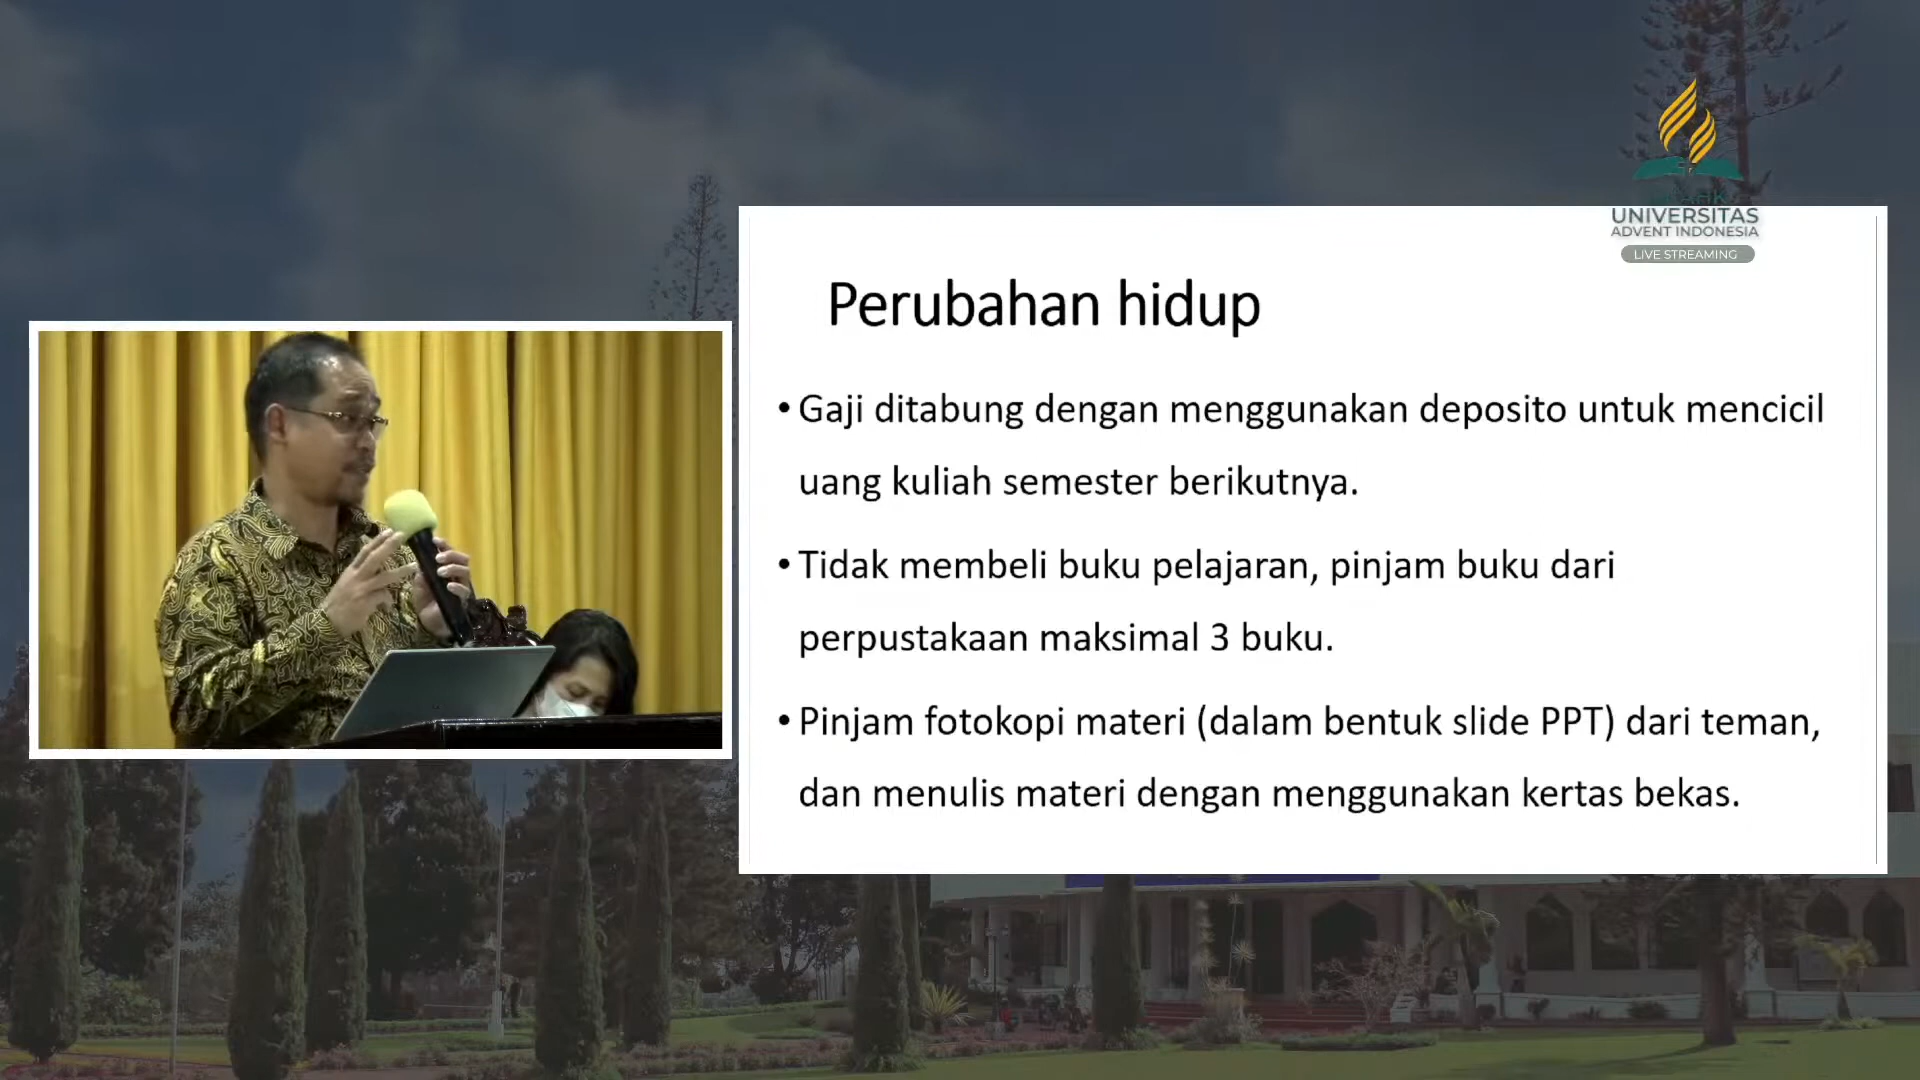 UNIVERSITAS
ADVENT INDONESIA
LIVE STREAMING
Perubahan hidup
• Gaji ditabung dengan menggunakan deposito untuk mencicil
uang kuliah semester berikutnya.
• Tidak membeli buku pelajaran, pinjam buku dari
perpustakaan maksimal 3 buku.
• Pinjam fotokopi materi (dalam bentuk slide PPT) dari teman,
dan menulis materi dengan menggunakan kertas bekas.